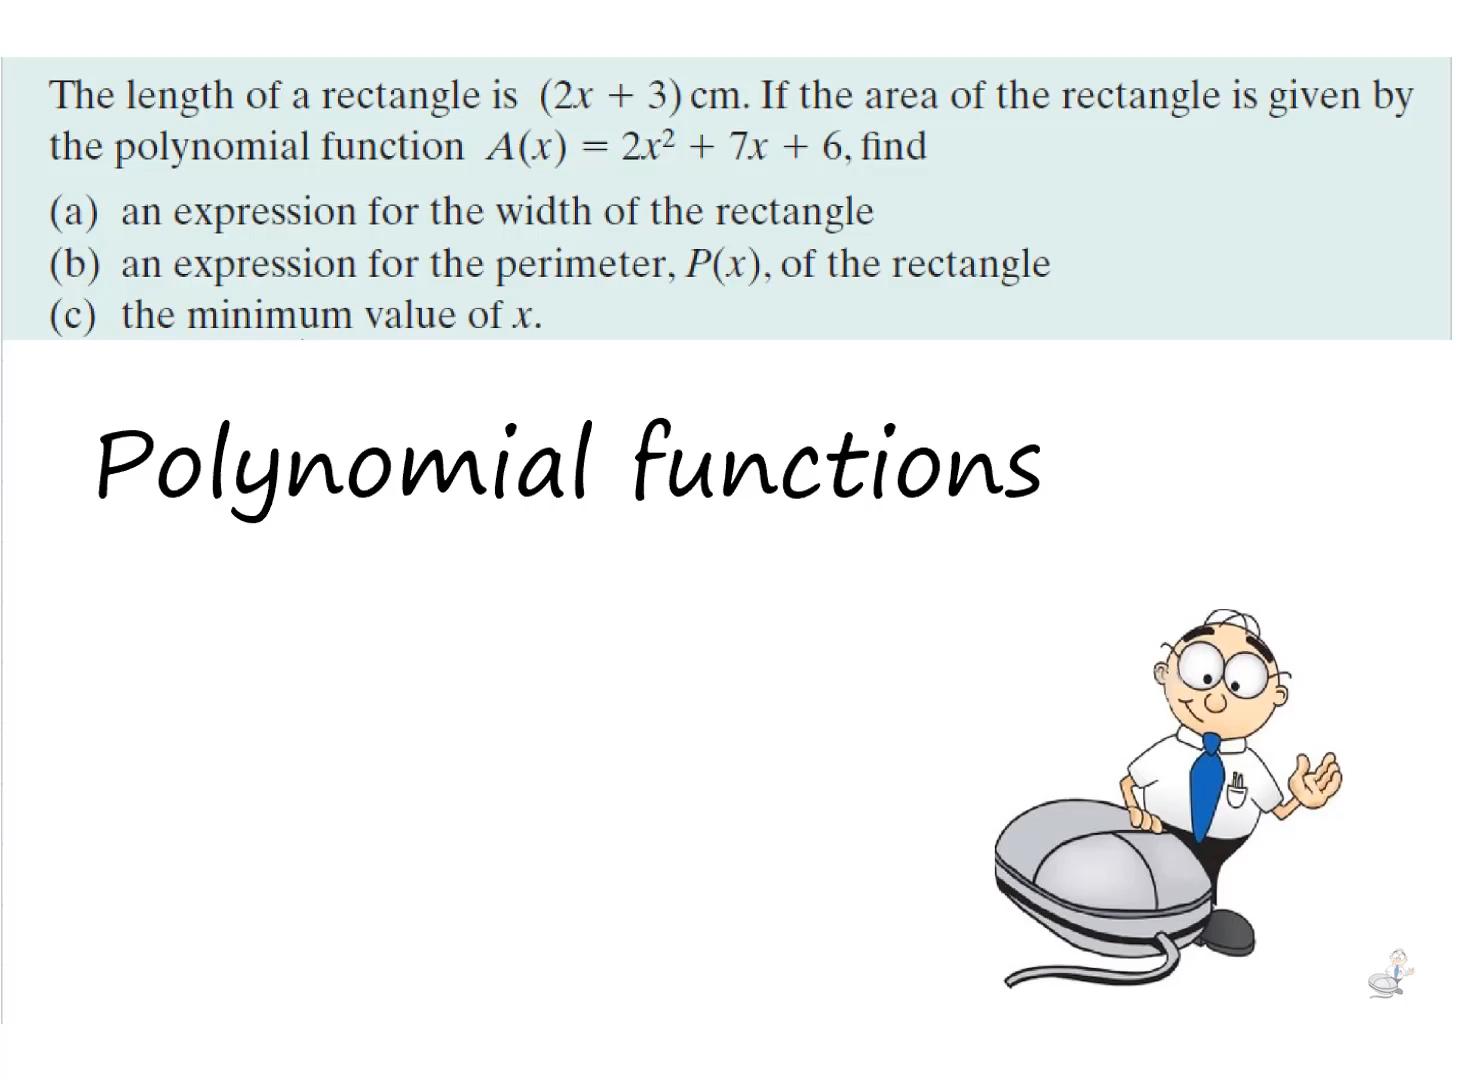 The length of a rectangle is (2x + 3) cm. If the area of the rectangle is given by
the polynomial function A(x) = 2x² + 7x + 6, find
(a) an expression for the width of the rectangle
(b) an expression for the perimeter, P(x), of the rectangle
(c) the minimum value of x.
Polynomial functions